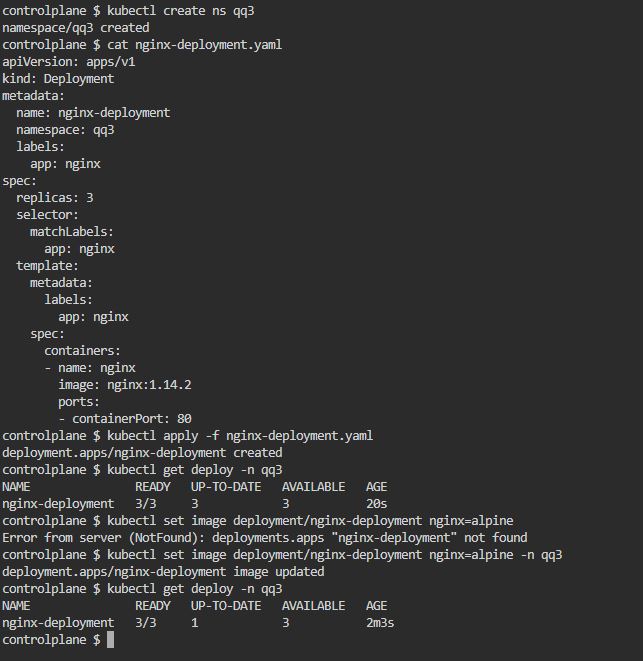 controlplane $ kubectl create ns qq3
namespace/qq3 created
controlplane $ cat nginx-deployment.yaml
apiVersion: apps/v1
kind: Deployment
metadata:
  name: nginx-deployment
  namespace: qq3
  labels:
    app: nginx
spec:
  replicas: 3
  selector:
    matchLabels:
      app: nginx
  template:
    metadata:
      labels:
        app: nginx
    spec:
      containers:
      - name: nginx
        image: nginx:1.14.2
        ports:
        - containerPort: 80
controlplane $ kubectl apply -f nginx-deployment.yaml
deployment.apps/nginx-deployment created
controlplane $ kubectl get deploy -n qq3
NAME               READY   UP-TO-DATE   AVAILABLE   AGE
nginx-deployment   3/3     3            3           20s
controlplane $ kubectl set image deployment/nginx-deployment nginx=alpine
Error from server (NotFound): deployments.apps "nginx-deployment" not found
controlplane $ kubectl set image deployment/nginx-deployment nginx=alpine -n qq3
deployment.apps/nginx-deployment image updated
controlplane $ kubectl get deploy -n qq3
NAME               READY   UP-TO-DATE   AVAILABLE   AGE
nginx-deployment   3/3     1            3           2m3s
controlplane $